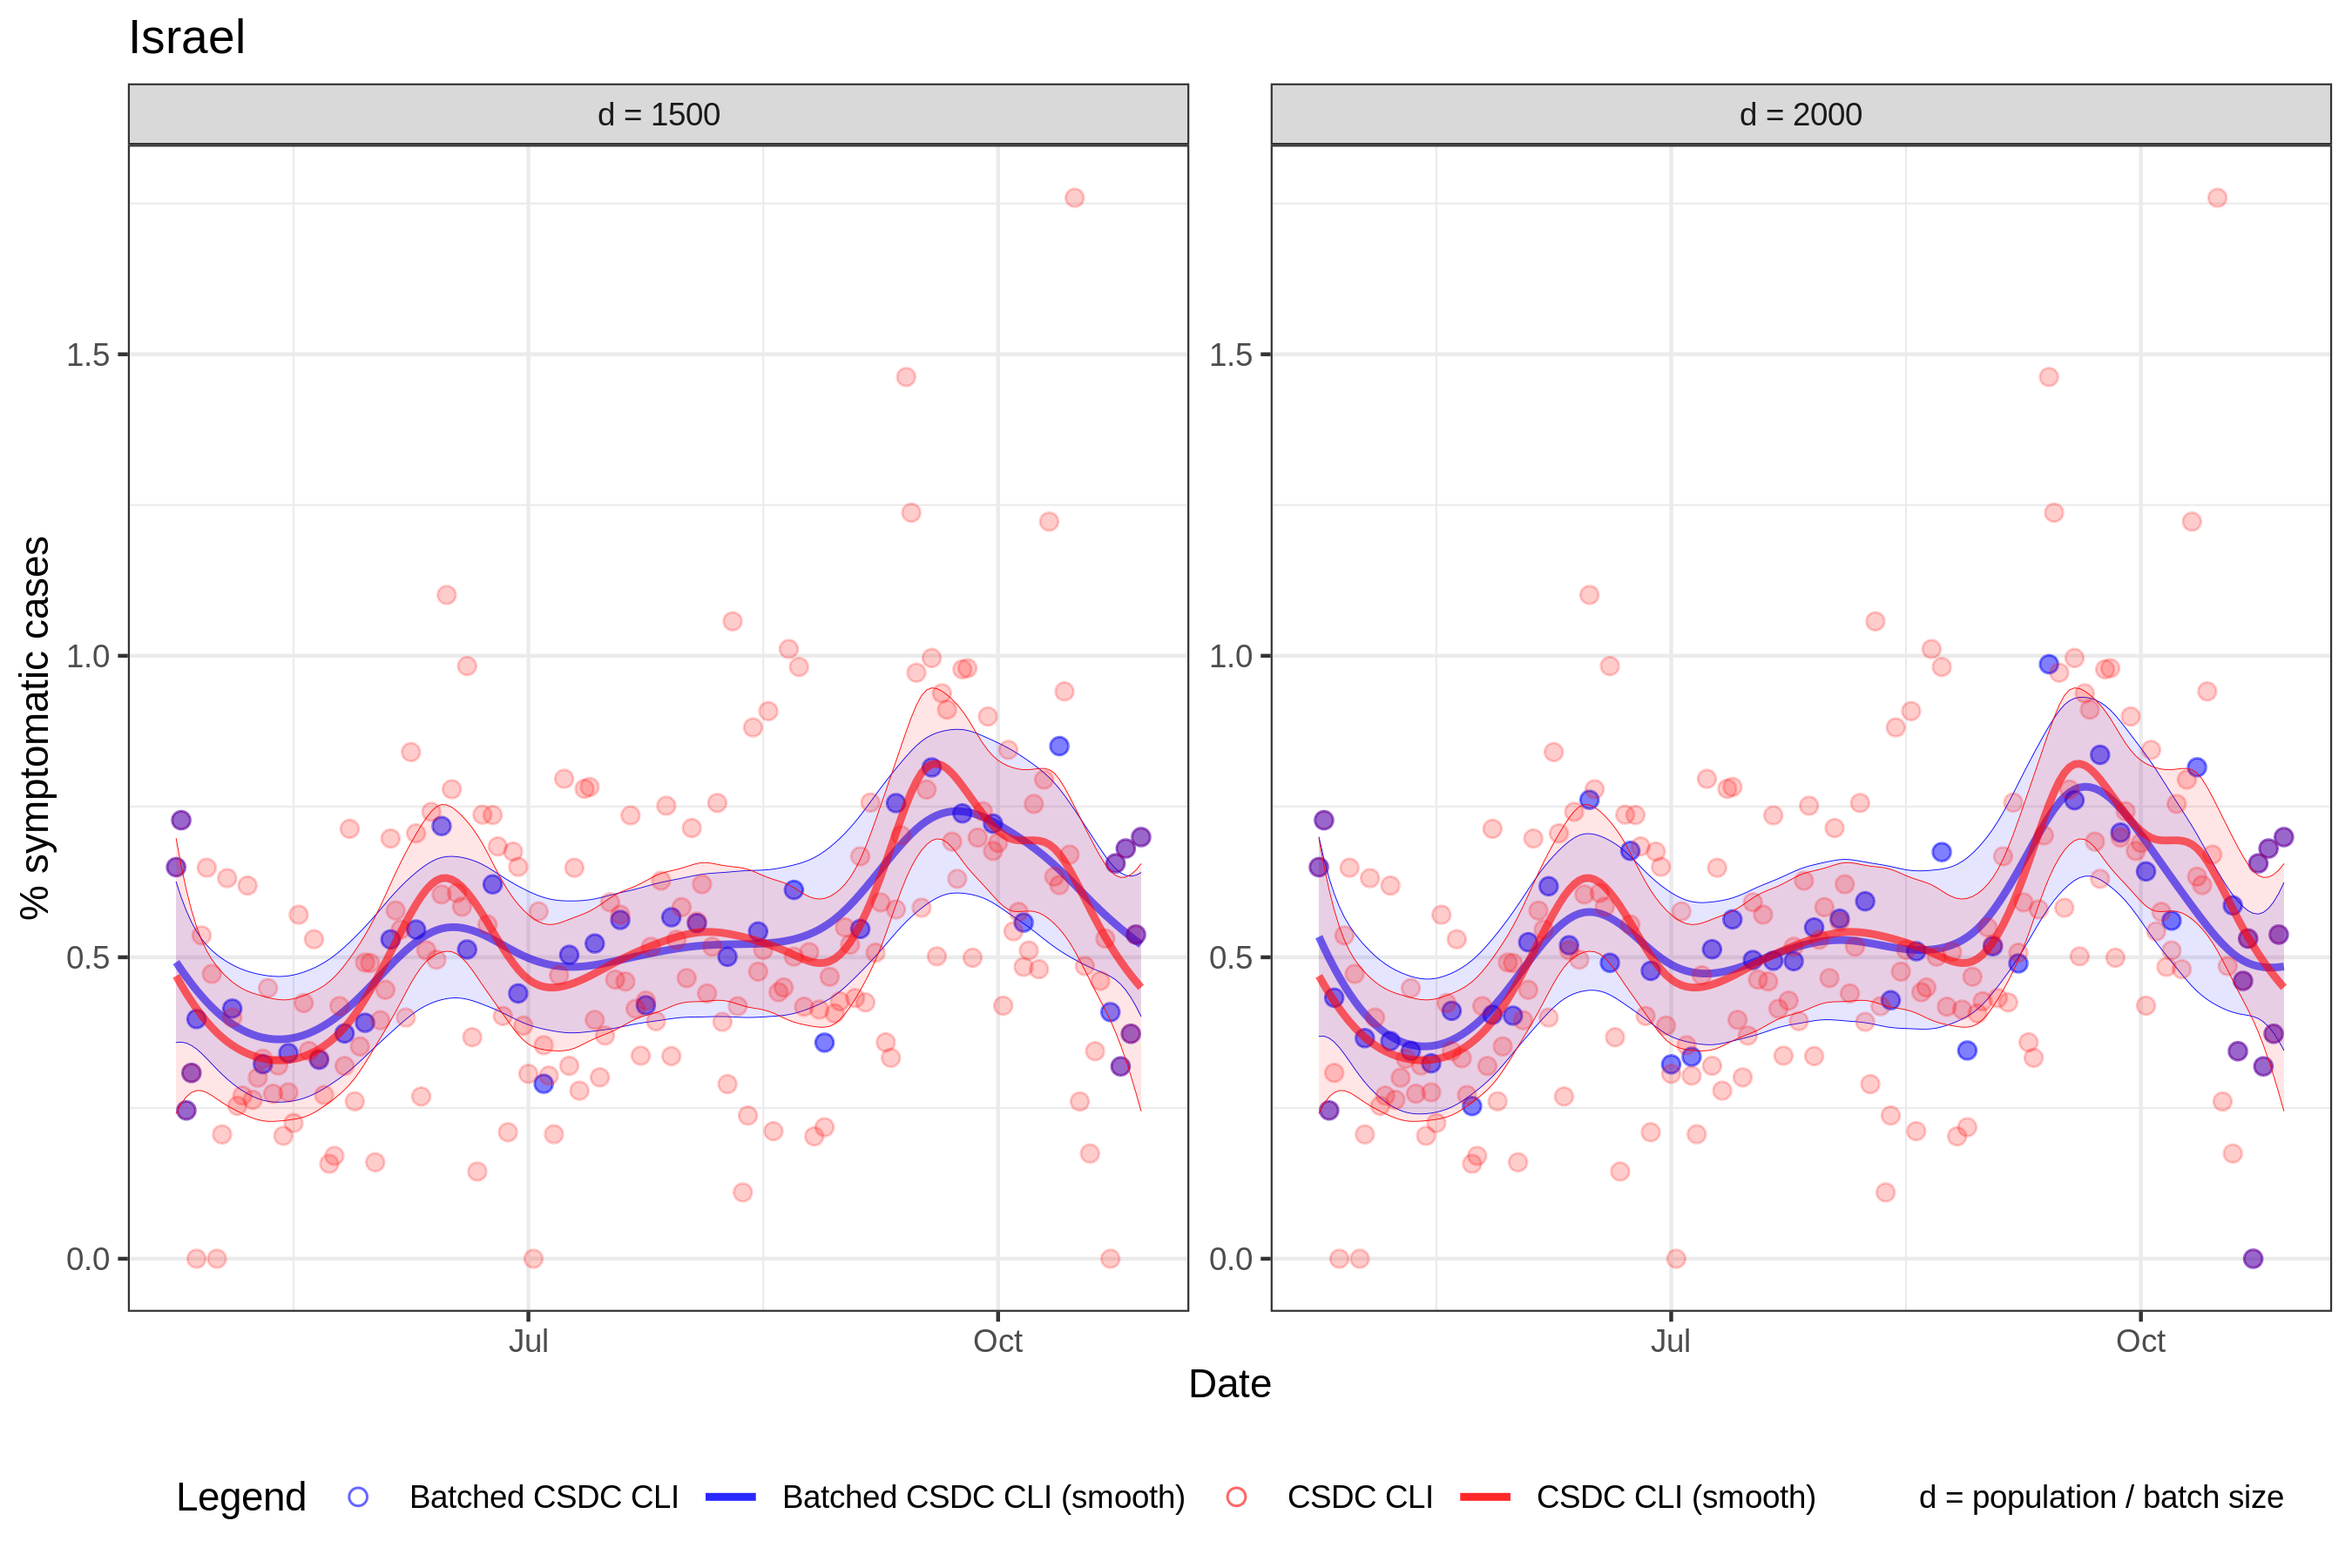 Israel
d = 1500
d = 2000
% symptomatic cases
1.5
1.0
0.5
0.0
1.5
1.0
0.5
0.0
Jul
Oct
Jul
Oct
Date
Legend Batched CSDC CLI Batched CSDC CLI (smooth) CSDC CLI CSDC CLI (smooth) d = population / batch size